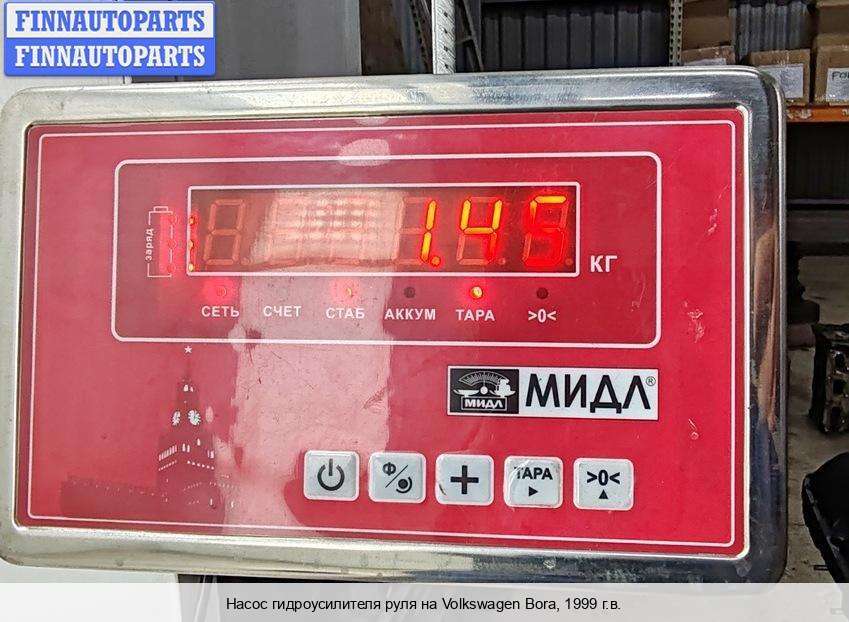 FINNAUTOPARTS
FINNAUTOPARTS
заряд
1.45
КГ
СЕТЬ СЧЕТ СТАБ АККУМ ТАРА >0<
МИДЛ МИДЛ®
Ф ТАРА >0<
Насос гидроусилителя руля на Volkswagen Bora, 1999 г.в.